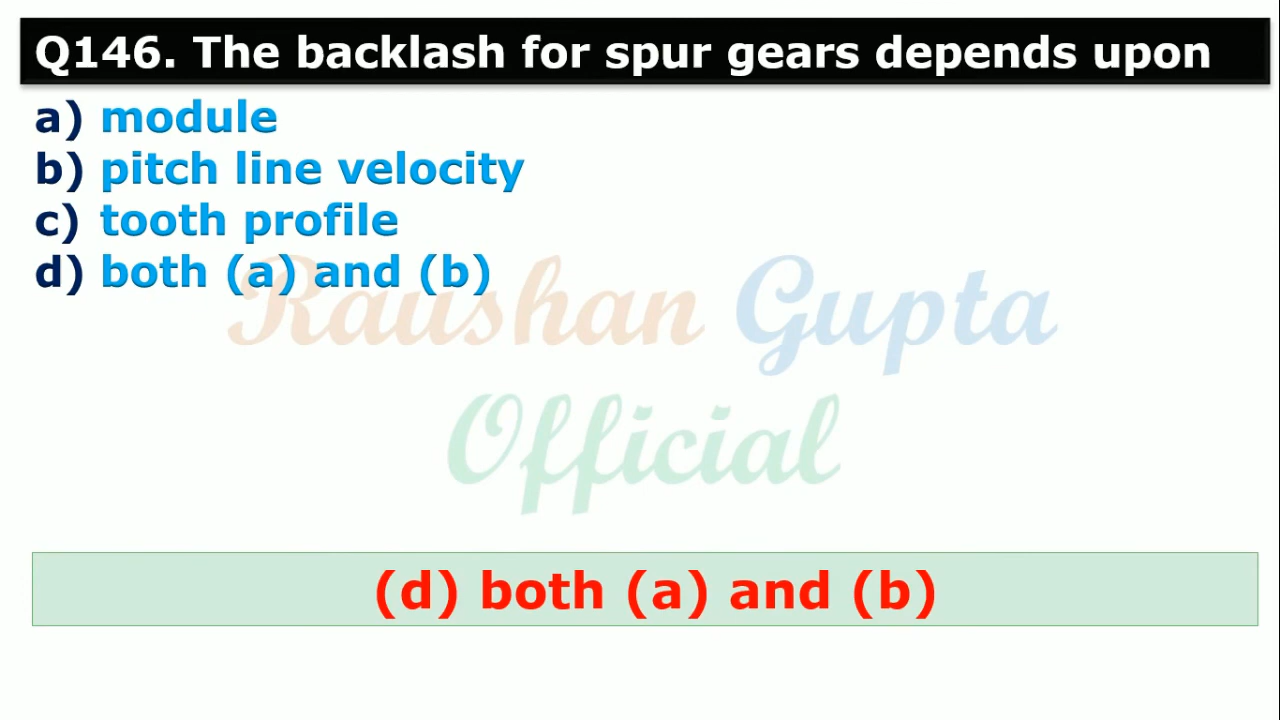 Q146. The backlash for spur gears depends upon
a) module
b) pitch line velocity
c) tooth profile
d) both (a) and (b)
Raushan Gupta
Official
(d) both (a) and (b)